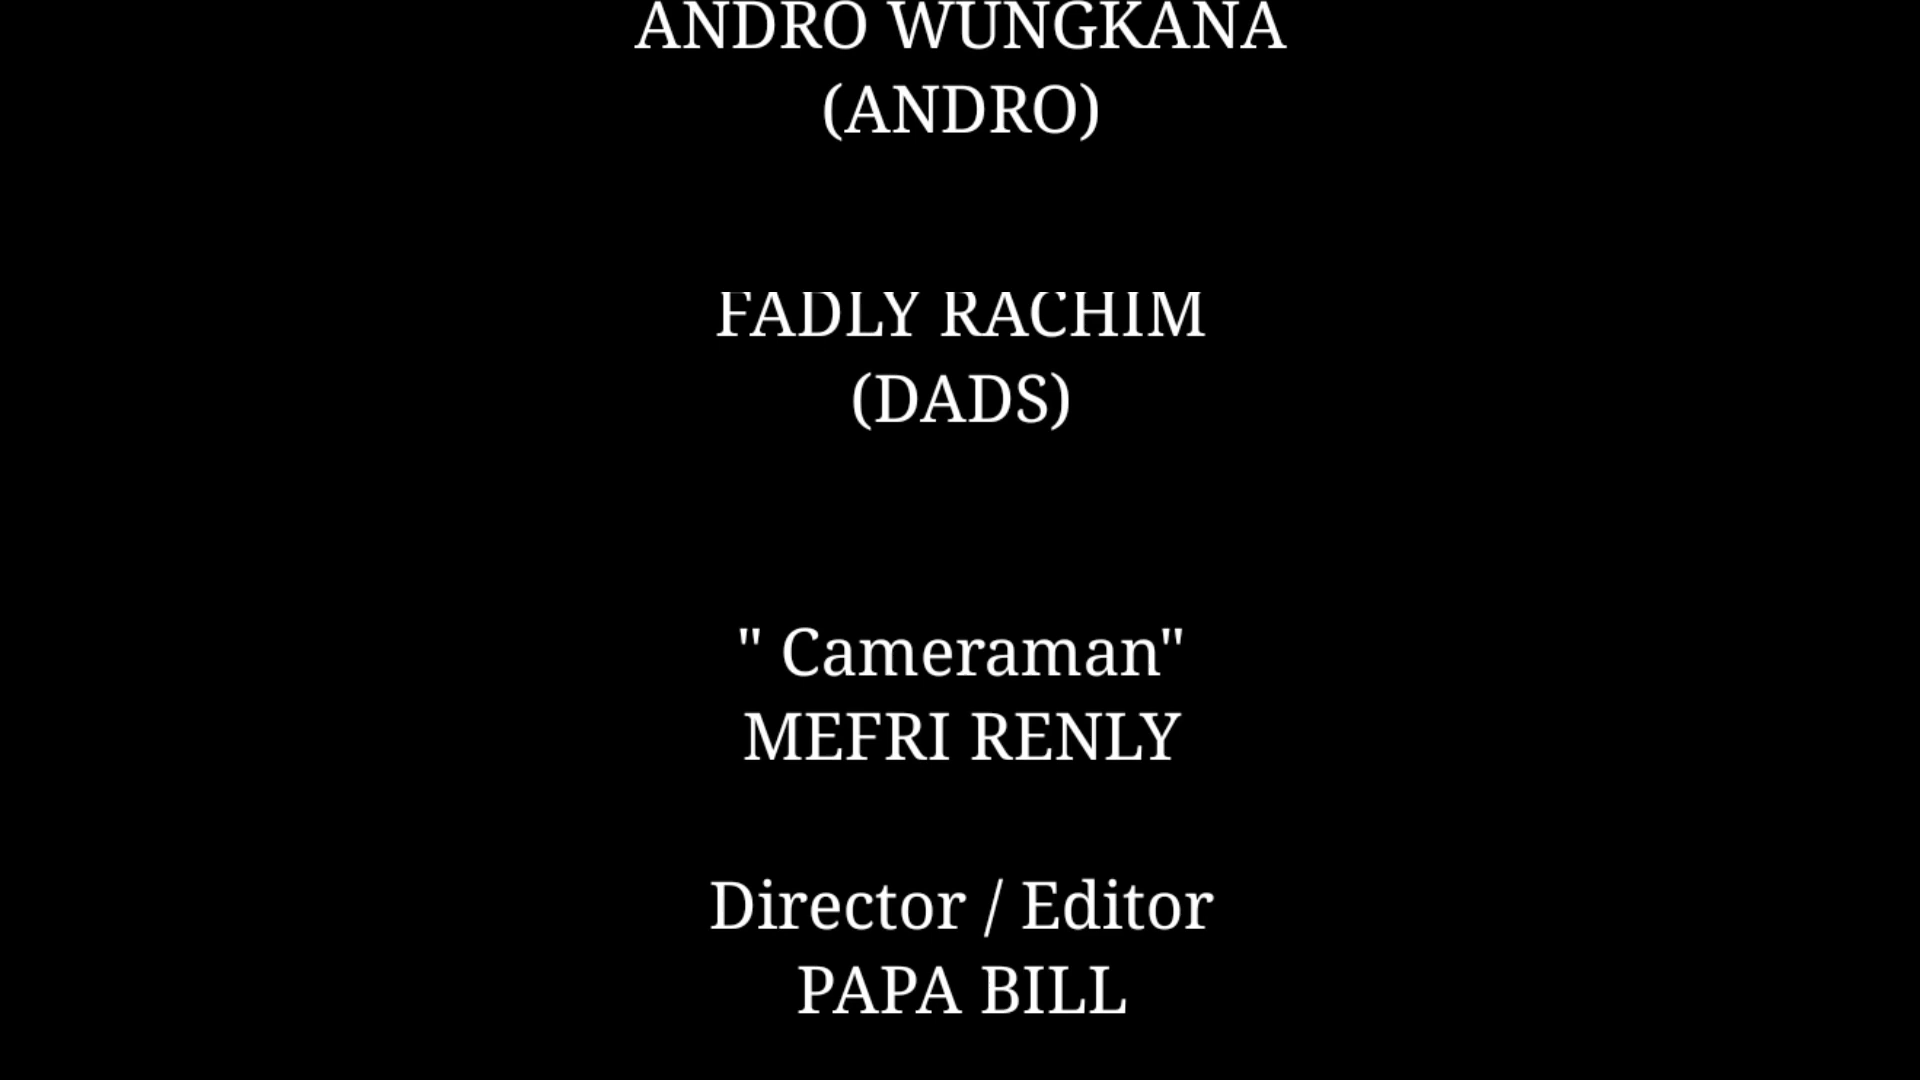 ANDRO WUNGKANA
(ANDRO)
FADLY RACHIM
(DADS)
" Cameraman"
MEFRI RENLY
Director / Editor
PAPA BILL